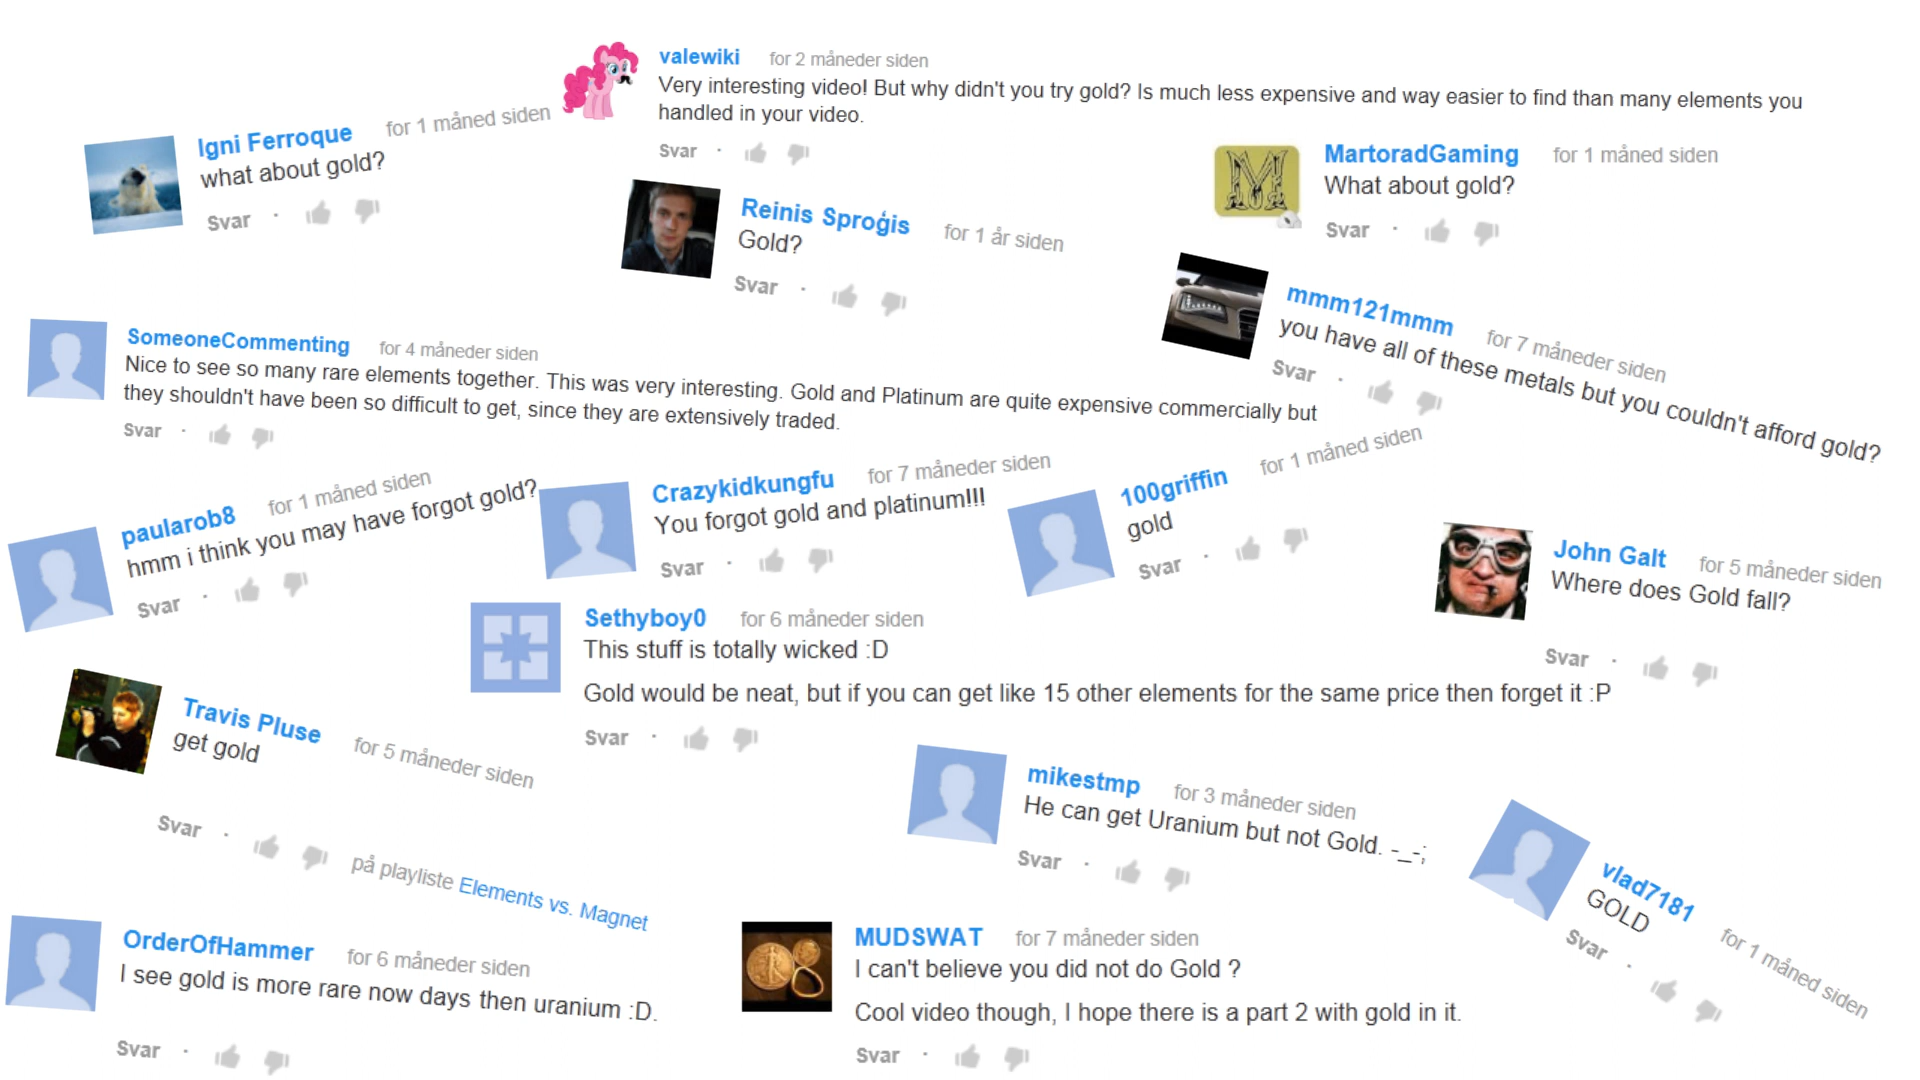 valewiki for 2 måneder siden
Very interesting video! But why didn't you try gold? Is much less expensive and way easier to find than many elements you
handled in your video.
Svar ·
Igni Ferroque for 1 måned siden
what about gold?
Svar ·
MartoradGaming for 1 måned siden
What about gold?
Svar ·
Reinis Sproģis for 1 år siden
Gold?
Svar ·
mmm121mmm for 7 måneder siden
you have all of these metals but you couldn't afford gold?
Svar ·
SomeoneCommenting for 4 måneder siden
Nice to see so many rare elements together. This was very interesting. Gold and Platinum are quite expensive commercially but
they shouldn't have been so difficult to get, since they are extensively traded.
Svar ·
paularob8 for 1 måned siden
hmm i think you may have forgot gold?
Svar ·
Crazykidkungfu for 7 måneder siden
You forgot gold and platinum!!!
Svar ·
100griffin for 1 måned siden
gold
Svar ·
John Galt for 5 måneder siden
Where does Gold fall?
Svar ·
Sethyboy0 for 6 måneder siden
This stuff is totally wicked :D
Gold would be neat, but if you can get like 15 other elements for the same price then forget it :P
Svar ·
Travis Pluse for 5 måneder siden
get gold
Svar · på playliste Elements vs. Magnet
mikestmp for 3 måneder siden
He can get Uranium but not Gold. -_-;
Svar ·
vlad7181 for 1 måned siden
GOLD
Svar ·
OrderOfHammer for 6 måneder siden
I see gold is more rare now days then uranium :D.
Svar ·
MUDSWAT for 7 måneder siden
I can't believe you did not do Gold ?
Cool video though, I hope there is a part 2 with gold in it.
Svar ·